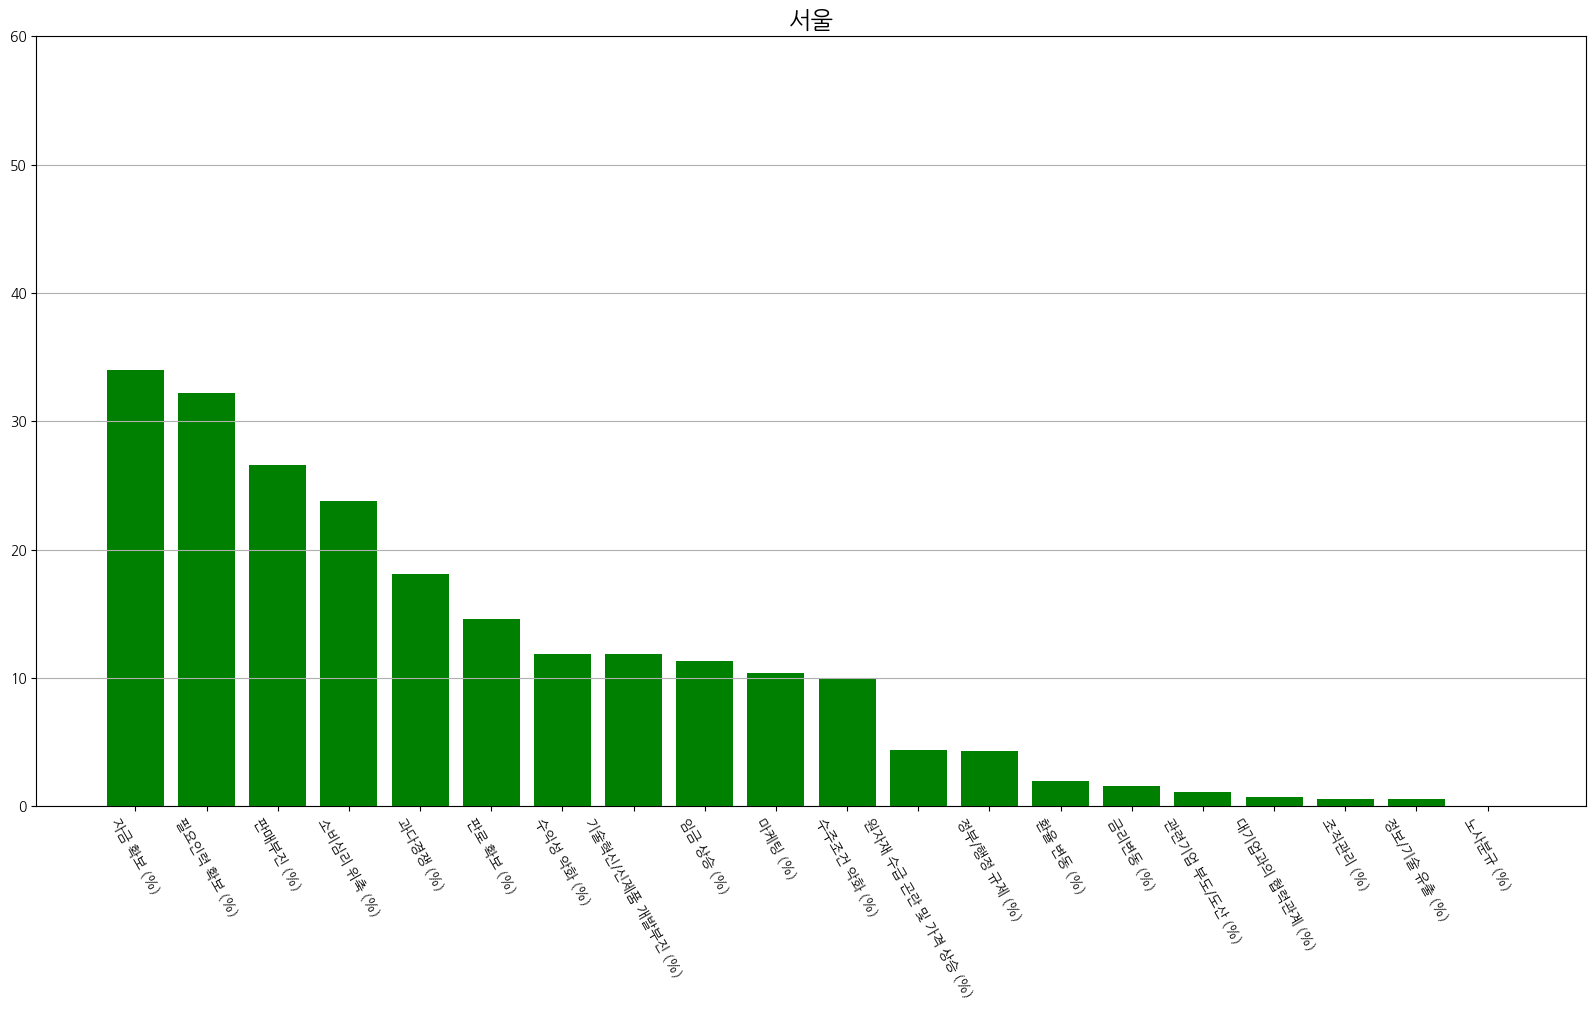 서울
60
50
40
30
20
10
0
자금 확보 (%)
필요인력 확보 (%)
판매부진 (%)
소비심리 위축 (%)
과다경쟁 (%)
판로 확보 (%)
수익성 악화 (%)
기술혁신/신제품 개발부진 (%)
임금 상승 (%)
마케팅 (%)
수주조건 악화 (%)
원자재 수급 곤란 및 가격 상승 (%)
정부/행정 규제 (%)
환율 변동 (%)
금리변동 (%)
관련기업 부도/도산 (%)
대기업과의 협력관계 (%)
조직관리 (%)
정보/기술 유출 (%)
노사분규 (%)